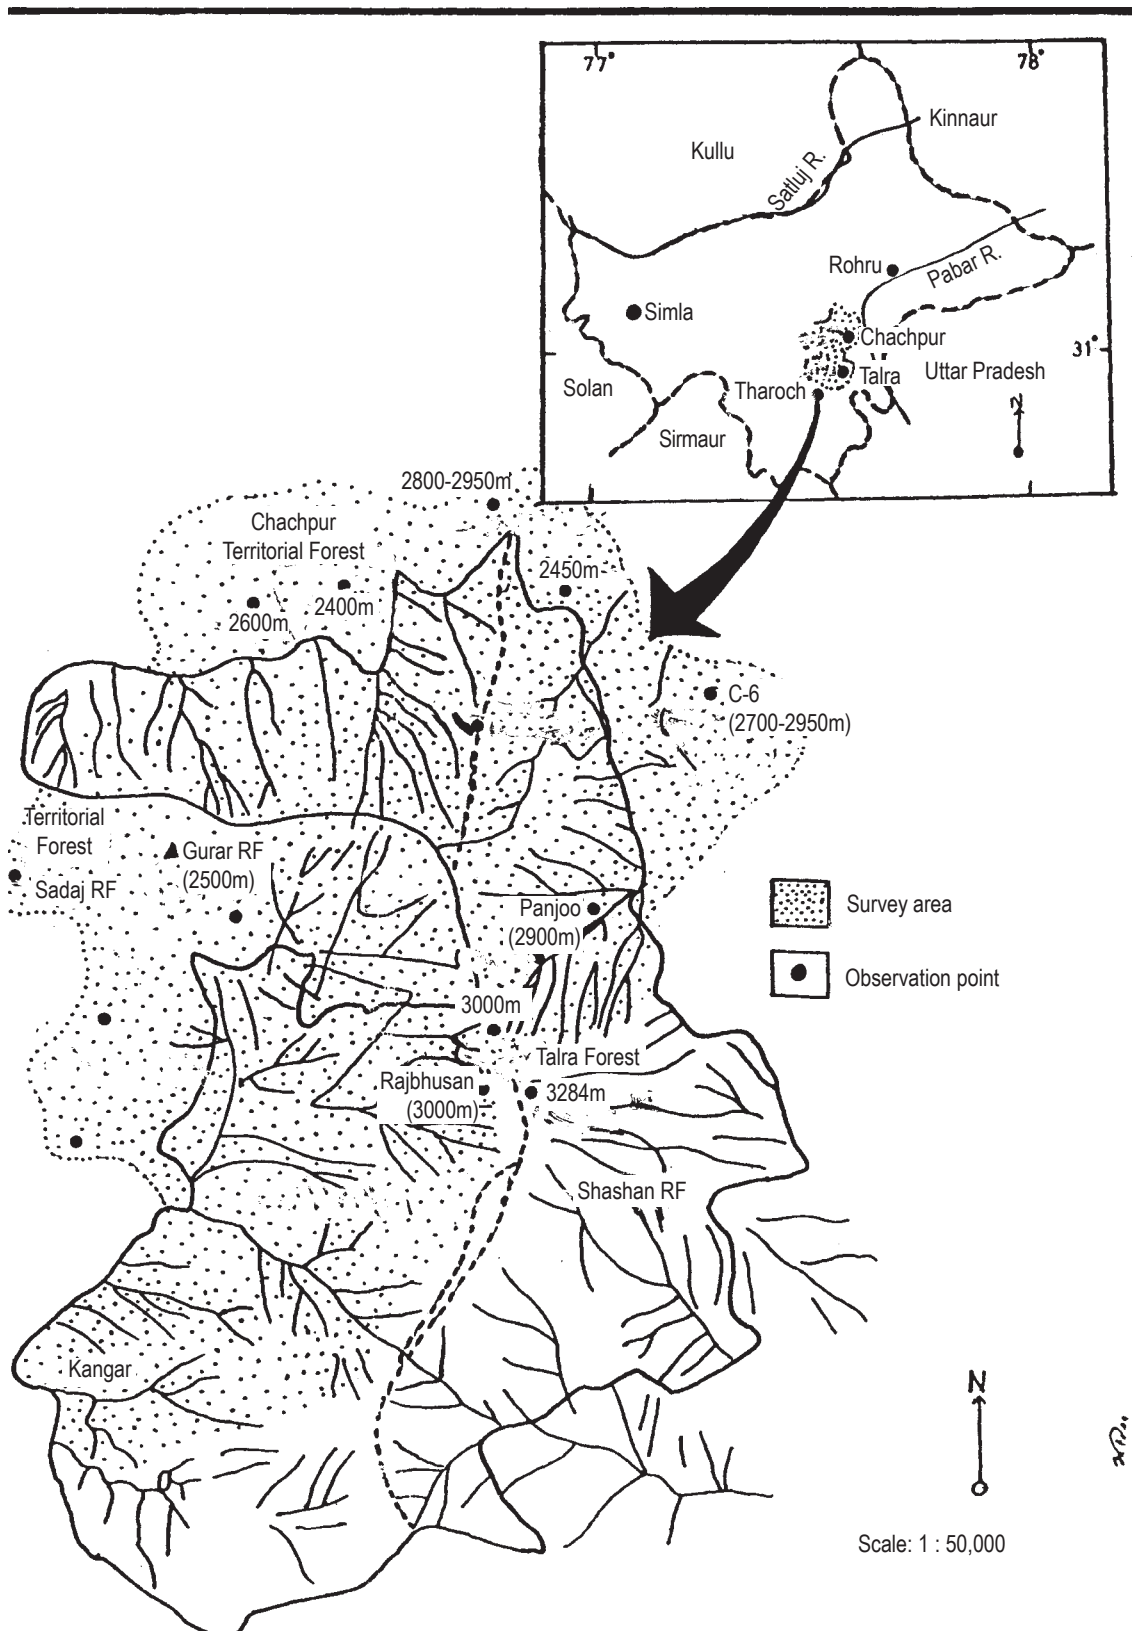 77°
78°
Kinnaur
Kullu
Satluj R.
Rohru
Pabar R.
Simla
Chachpur
31°
Talra
Uttar Pradesh
Solan
Tharoch
N
Sirmaur
2800-2950m
Chachpur
Territorial Forest
2450m
2400m
2600m
C-6
(2700-2950m)
Territorial
Forest
Gurar RF
(2500m)
Sadaj RF
Panjoo
(2900m)
Survey area
Observation point
3000m
Talra Forest
Rajbhusan
(3000m)
3284m
Shashan RF
Kangar
N
Scale: 1 : 50,000